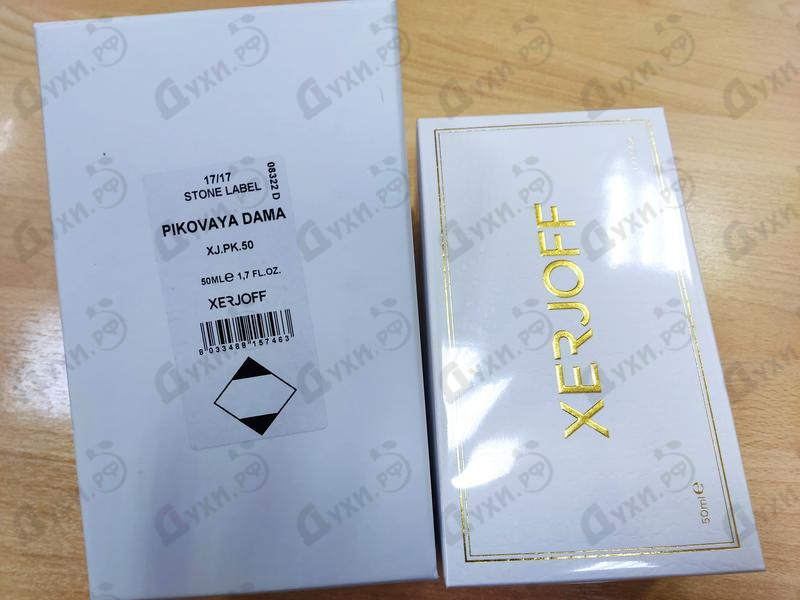 17/17
STONE LABEL
08322 D
PIKOVAYA DAMA
XJ.PK.50
50ML℮ 1,7 FL.OZ.
XERJOFF
8 033488 157463
XERJOFF
50ml℮
Духи.РФ